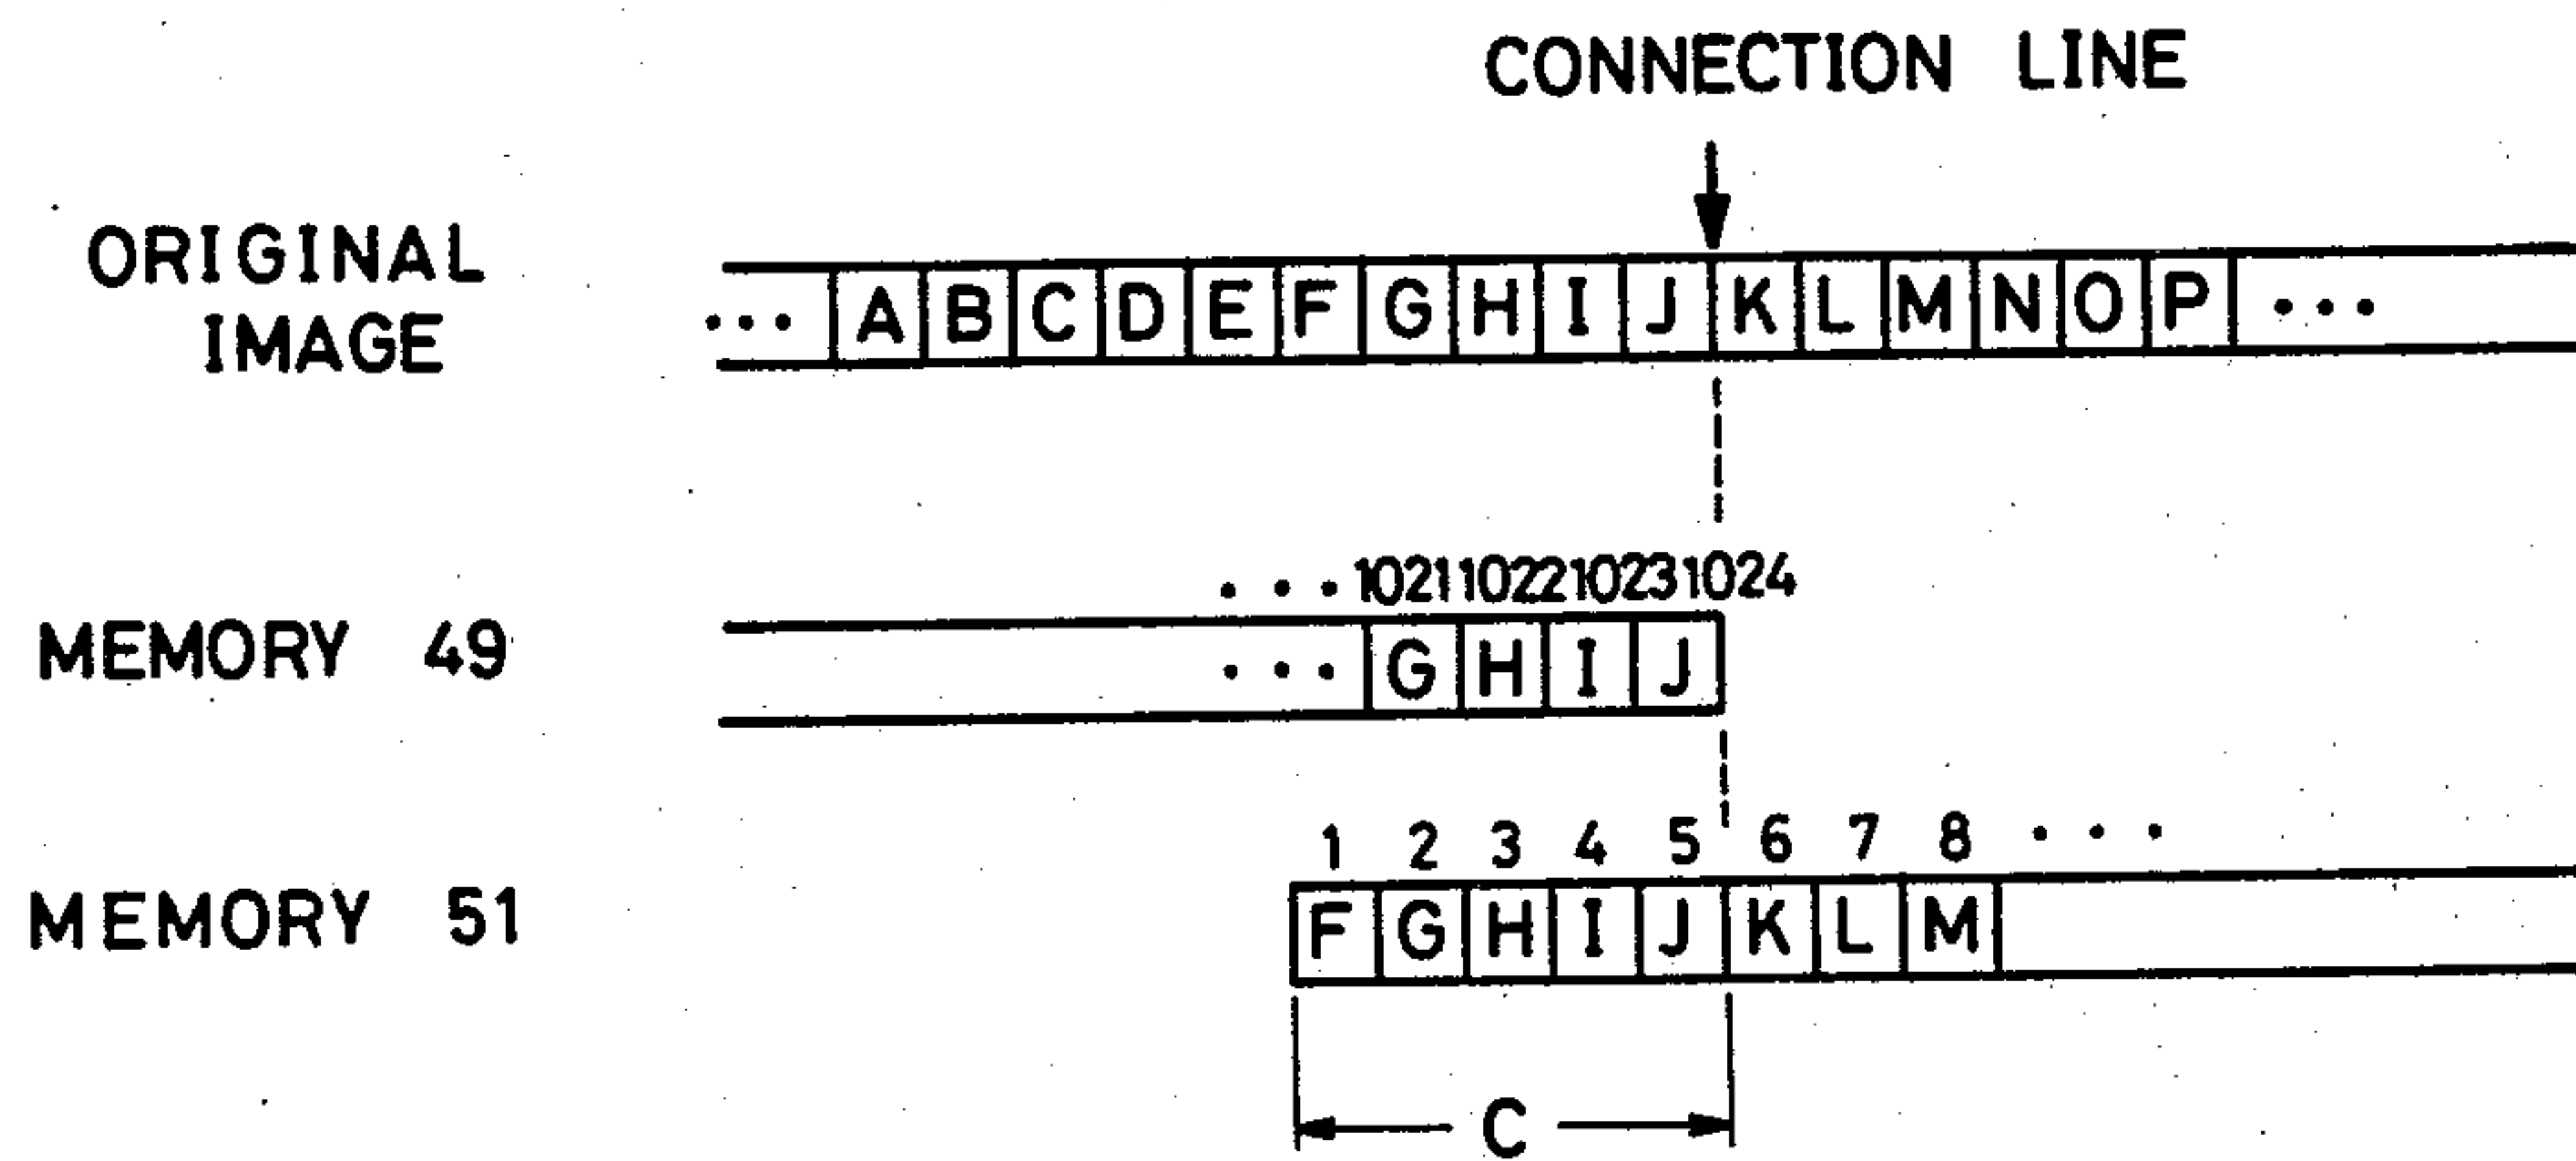 CONNECTION LINE
ORIGINAL
IMAGE
... A B C D E F G H I J K L M N O P ...
... 1021 1022 1023 1024
MEMORY 49
... G H I J
1 2 3 4 5 6 7 8 ...
MEMORY 51
F G H I J K L M
C